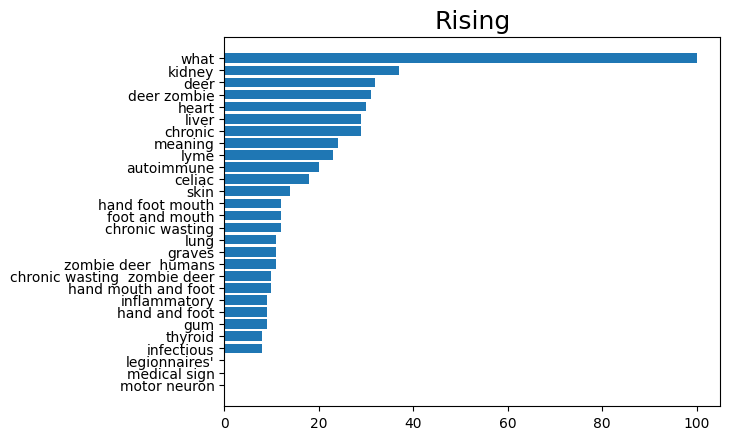 Rising
what
kidney
deer
deer zombie
heart
liver
chronic
meaning
lyme
autoimmune
celiac
skin
hand foot mouth
foot and mouth
chronic wasting
lung
graves
zombie deer  humans
chronic wasting  zombie deer
hand mouth and foot
inflammatory
hand and foot
gum
thyroid
infectious
legionnaires'
medical sign
motor neuron
0 20 40 60 80 100